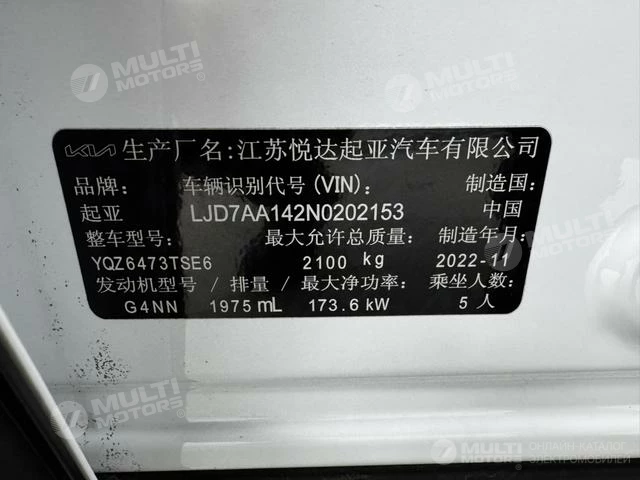 MULTI MOTORS®
MULTI MOTORS®
KIA 生产厂名:江苏悦达起亚汽车有限公司
品牌: 车辆识别代号(VIN): 制造国:
起亚 LJD7AA142N0202153 中国
整车型号: 最大允许总质量: 制造年月:
YQZ6473TSE6 2100 kg 2022-11
发动机型号/排量/最大净功率: 乘坐人数:
G4NN 1975 mL 173.6 kW 5人
MULTI MOTORS®
MULTI MOTORS
ОНЛАЙН-КАТАЛОГ
ЭЛЕКТРОМОБИЛЕЙ